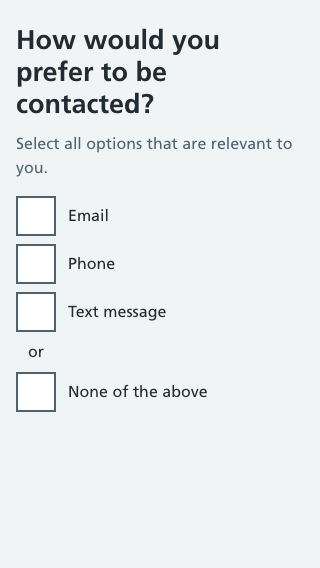 How would you
prefer to be
contacted?
Select all options that are relevant to
you.
Email
Phone
Text message
or
None of the above